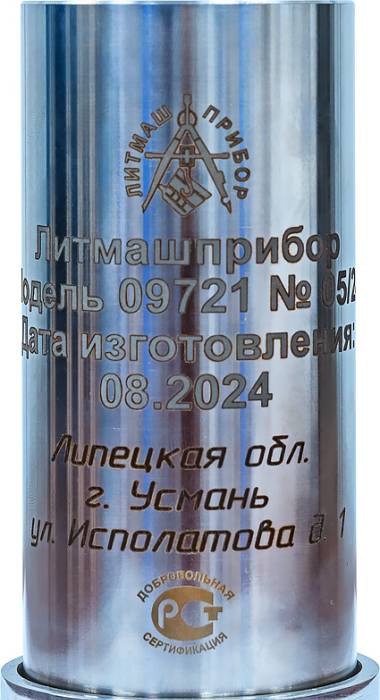 ЛИТМАШ ПРИБОР
Литмашприбор
Модель 09721 № 05/2
Дата изготовления:
08.2024
Липецкая обл.
г. Усмань
ул. Исполатова д. 1
ДОБРОВОЛЬНАЯ
РСТ
СЕРТИФИКАЦИЯ